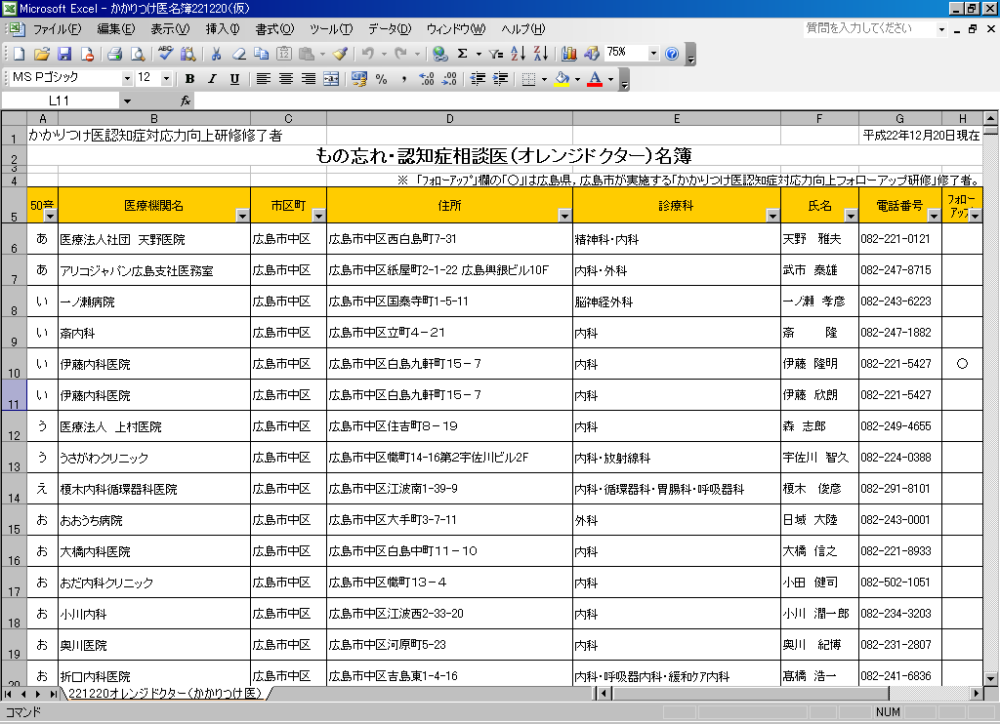 Microsoft Excel - かかりつけ医名簿221220(仮)
ファイル(F) 編集(E) 表示(V) 挿入(I) 書式(O) ツール(T) データ(D) ウィンドウ(W) ヘルプ(H) 質問を入力してください
75%
MS Pゴシック 12 B I U
L11 fx
A B C D E F G H
1 かかりつけ医認知症対応力向上研修修了者 平成22年12月20日現在
2 もの忘れ・認知症相談医(オレンジドクター)名簿
3
4 ※ 「フォローアップ」欄の「○」は広島県,広島市が実施する「かかりつけ医認知症対応力向上フォローアップ研修」修了者。
5 50音 医療機関名 市区町 住所 診療科 氏名 電話番号 フォローアップ
6 あ 医療法人社団 天野医院 広島市中区 広島市中区西白島町7-31 精神科・内科 天野 雅夫 082-221-0121
7 あ アリコジャパン広島支社医務室 広島市中区 広島市中区紙屋町2-1-22 広島興銀ビル10F 内科・外科 武市 泰雄 082-247-8715
8 い 一ノ瀬病院 広島市中区 広島市中区国泰寺町1-5-11 脳神経外科 一ノ瀬 孝彦 082-243-6223
9 い 斎内科 広島市中区 広島市中区立町4-21 内科 斎 隆 082-247-1882
10 い 伊藤内科医院 広島市中区 広島市中区白島九軒町15-7 内科 伊藤 隆明 082-221-5427 ○
11 い 伊藤内科医院 広島市中区 広島市中区白島九軒町15-7 内科 伊藤 欣朗 082-221-5427
12 う 医療法人 上村医院 広島市中区 広島市中区住吉町8-19 内科 森 志郎 082-249-4655
13 う うさがわクリニック 広島市中区 広島市中区幟町14-16第2宇佐川ビル2F 内科・放射線科 宇佐川 智久 082-224-0388
14 え 榎木内科循環器科医院 広島市中区 広島市中区江波南1-39-9 内科・循環器科・胃腸科・呼吸器科 榎木 俊彦 082-291-8101
15 お おおうち病院 広島市中区 広島市中区大手町3-7-11 外科 日域 大陸 082-243-0001
16 お 大橋内科医院 広島市中区 広島市中区白島中町11-10 内科 大橋 信之 082-221-8933
17 お おだ内科クリニック 広島市中区 広島市中区幟町13-4 内科 小田 健司 082-502-1051
18 お 小川内科 広島市中区 広島市中区江波西2-33-20 内科 小川 潤一郎 082-234-3203
19 お 奥川医院 広島市中区 広島市中区河原町5-23 内科 奥川 紀博 082-231-2807
20 お 折口内科医院 広島市中区 広島市中区吉島東1-4-16 内科・呼吸器内科・緩和ケア内科 髙橋 浩一 082-241-6836
221220オレンジドクター(かかりつけ医)
コマンド NUM